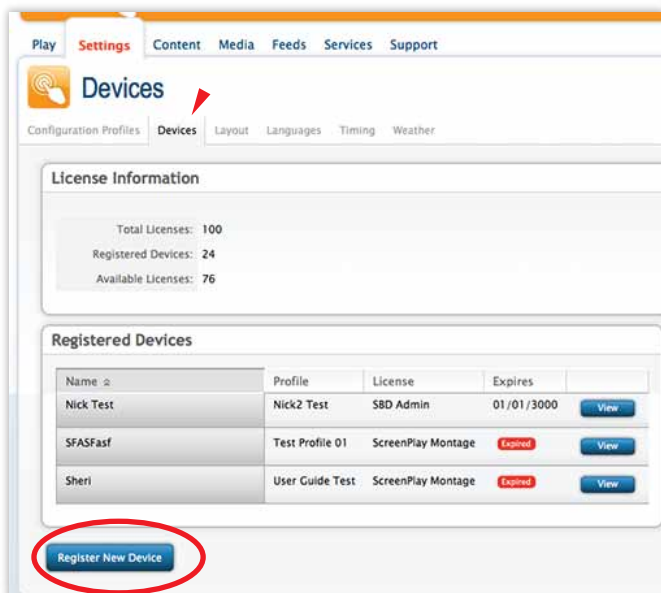 Play Settings Content Media Feeds Services Support
Devices
Configuration Profiles Devices Layout Languages Timing Weather
License Information
Total Licenses: 100
Registered Devices: 24
Available Licenses: 76
Registered Devices
Name Profile License Expires
Nick Test Nick2 Test SBD Admin 01/01/3000 View
SFASFasf Test Profile 01 ScreenPlay Montage Expired View
Sheri User Guide Test ScreenPlay Montage Expired View
Register New Device